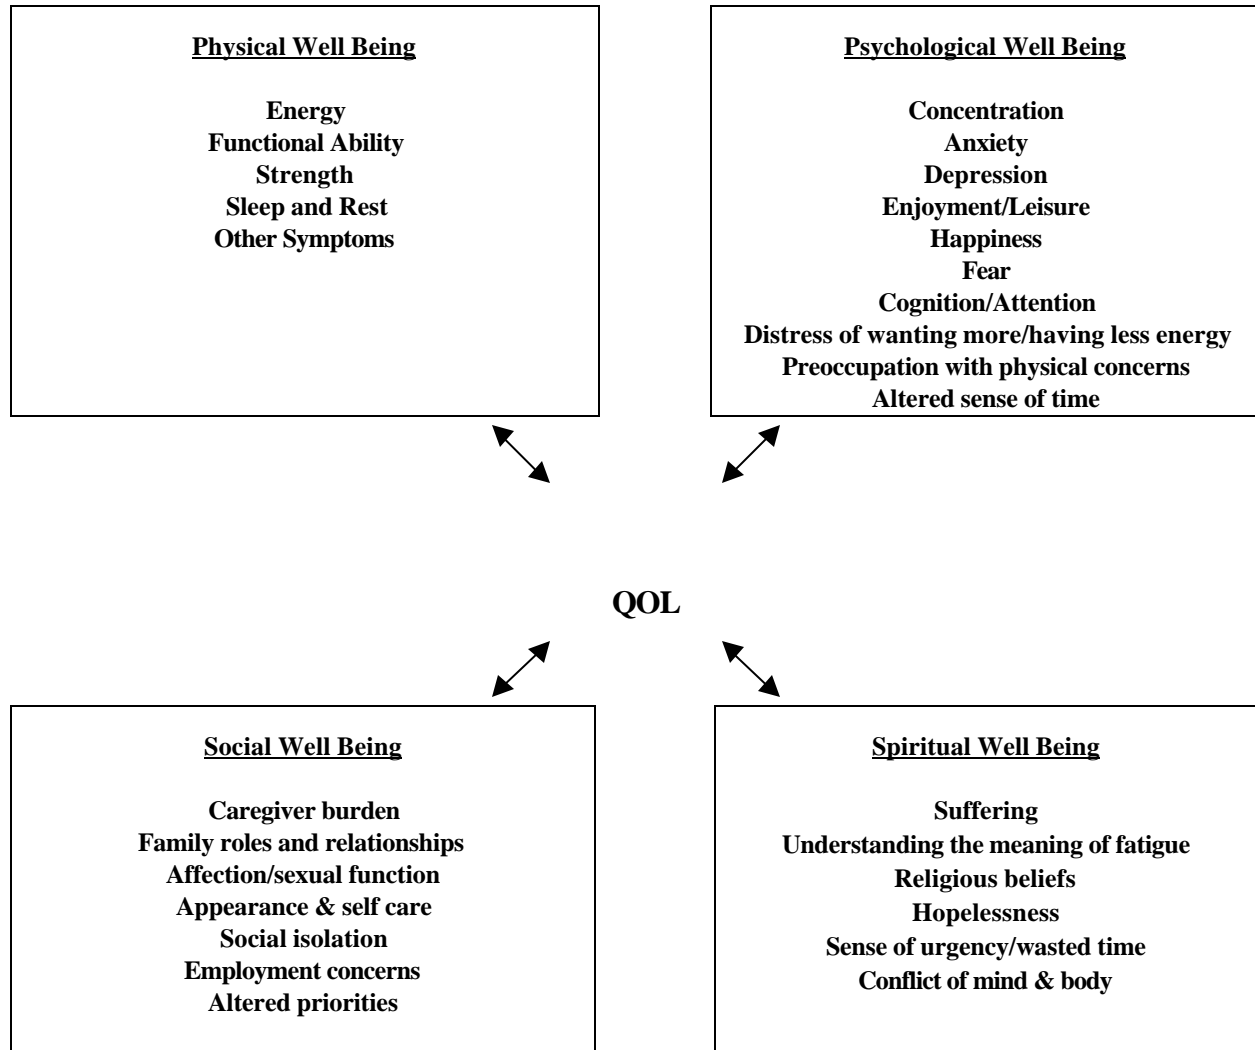 Physical Well Being
Energy
Functional Ability
Strength
Sleep and Rest
Other Symptoms
Psychological Well Being
Concentration
Anxiety
Depression
Enjoyment/Leisure
Happiness
Fear
Cognition/Attention
Distress of wanting more/having less energy
Preoccupation with physical concerns
Altered sense of time
QOL
Social Well Being
Caregiver burden
Family roles and relationships
Affection/sexual function
Appearance & self care
Social isolation
Employment concerns
Altered priorities
Spiritual Well Being
Suffering
Understanding the meaning of fatigue
Religious beliefs
Hopelessness
Sense of urgency/wasted time
Conflict of mind & body